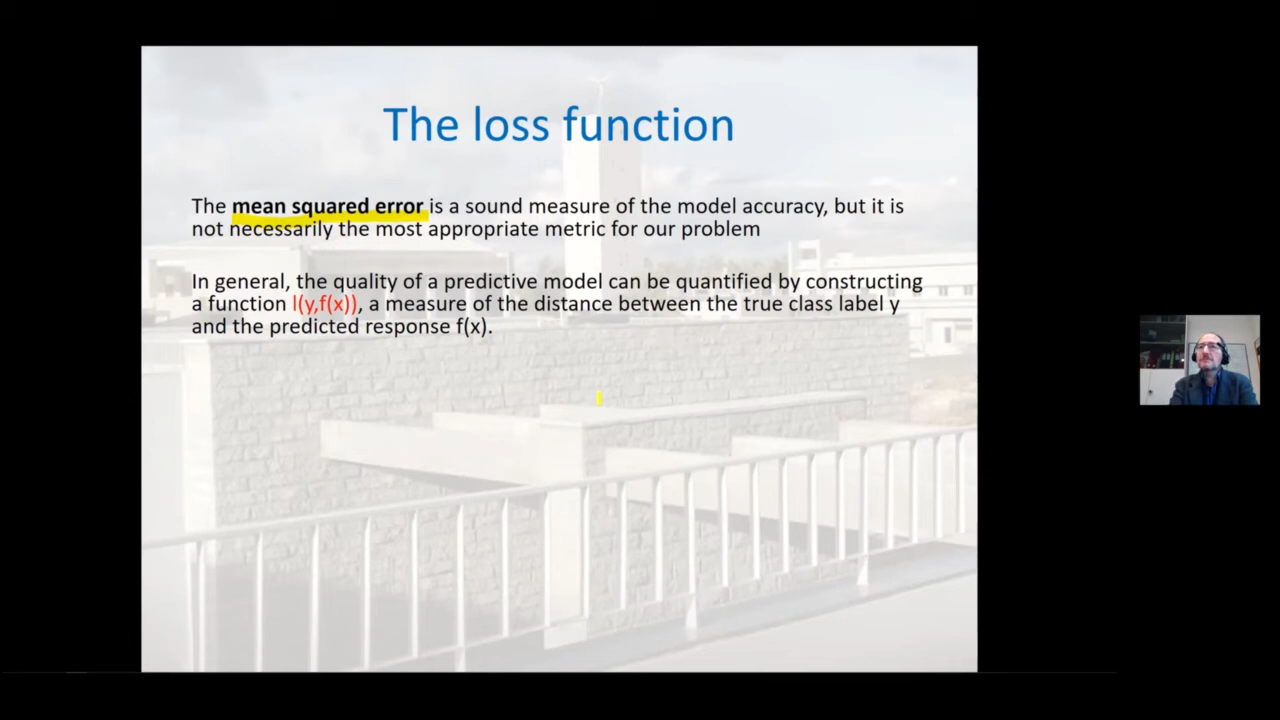 The loss function
The mean squared error is a sound measure of the model accuracy, but it is
not necessarily the most appropriate metric for our problem
In general, the quality of a predictive model can be quantified by constructing
a function l(y,f(x)), a measure of the distance between the true class label y
and the predicted response f(x).